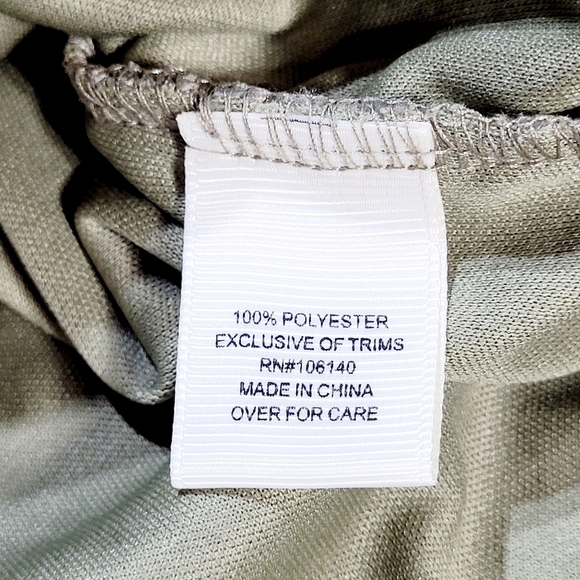 100% POLYESTER
EXCLUSIVE OF TRIMS
RN#106140
MADE IN CHINA
OVER FOR CARE